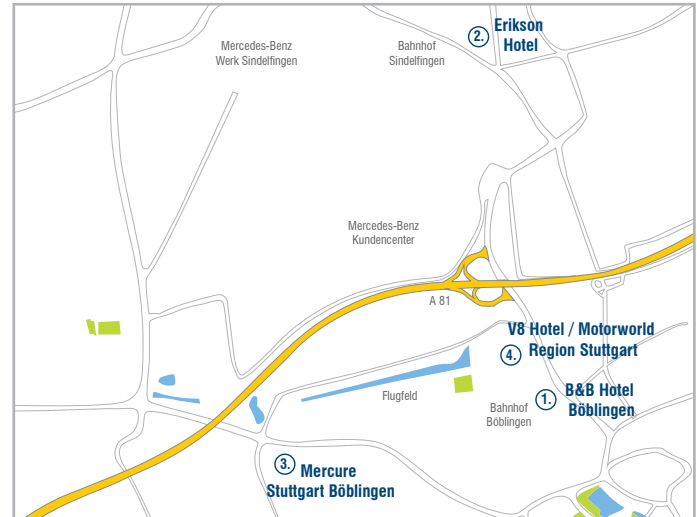 2. Erikson
Hotel
Mercedes-Benz
Werk Sindelfingen
Bahnhof
Sindelfingen
Mercedes-Benz
Kundencenter
A 81
V8 Hotel / Motorworld
4. Region Stuttgart
Flugfeld
1. B&B Hotel
Böblingen
Bahnhof
Böblingen
3. Mercure
Stuttgart Böblingen